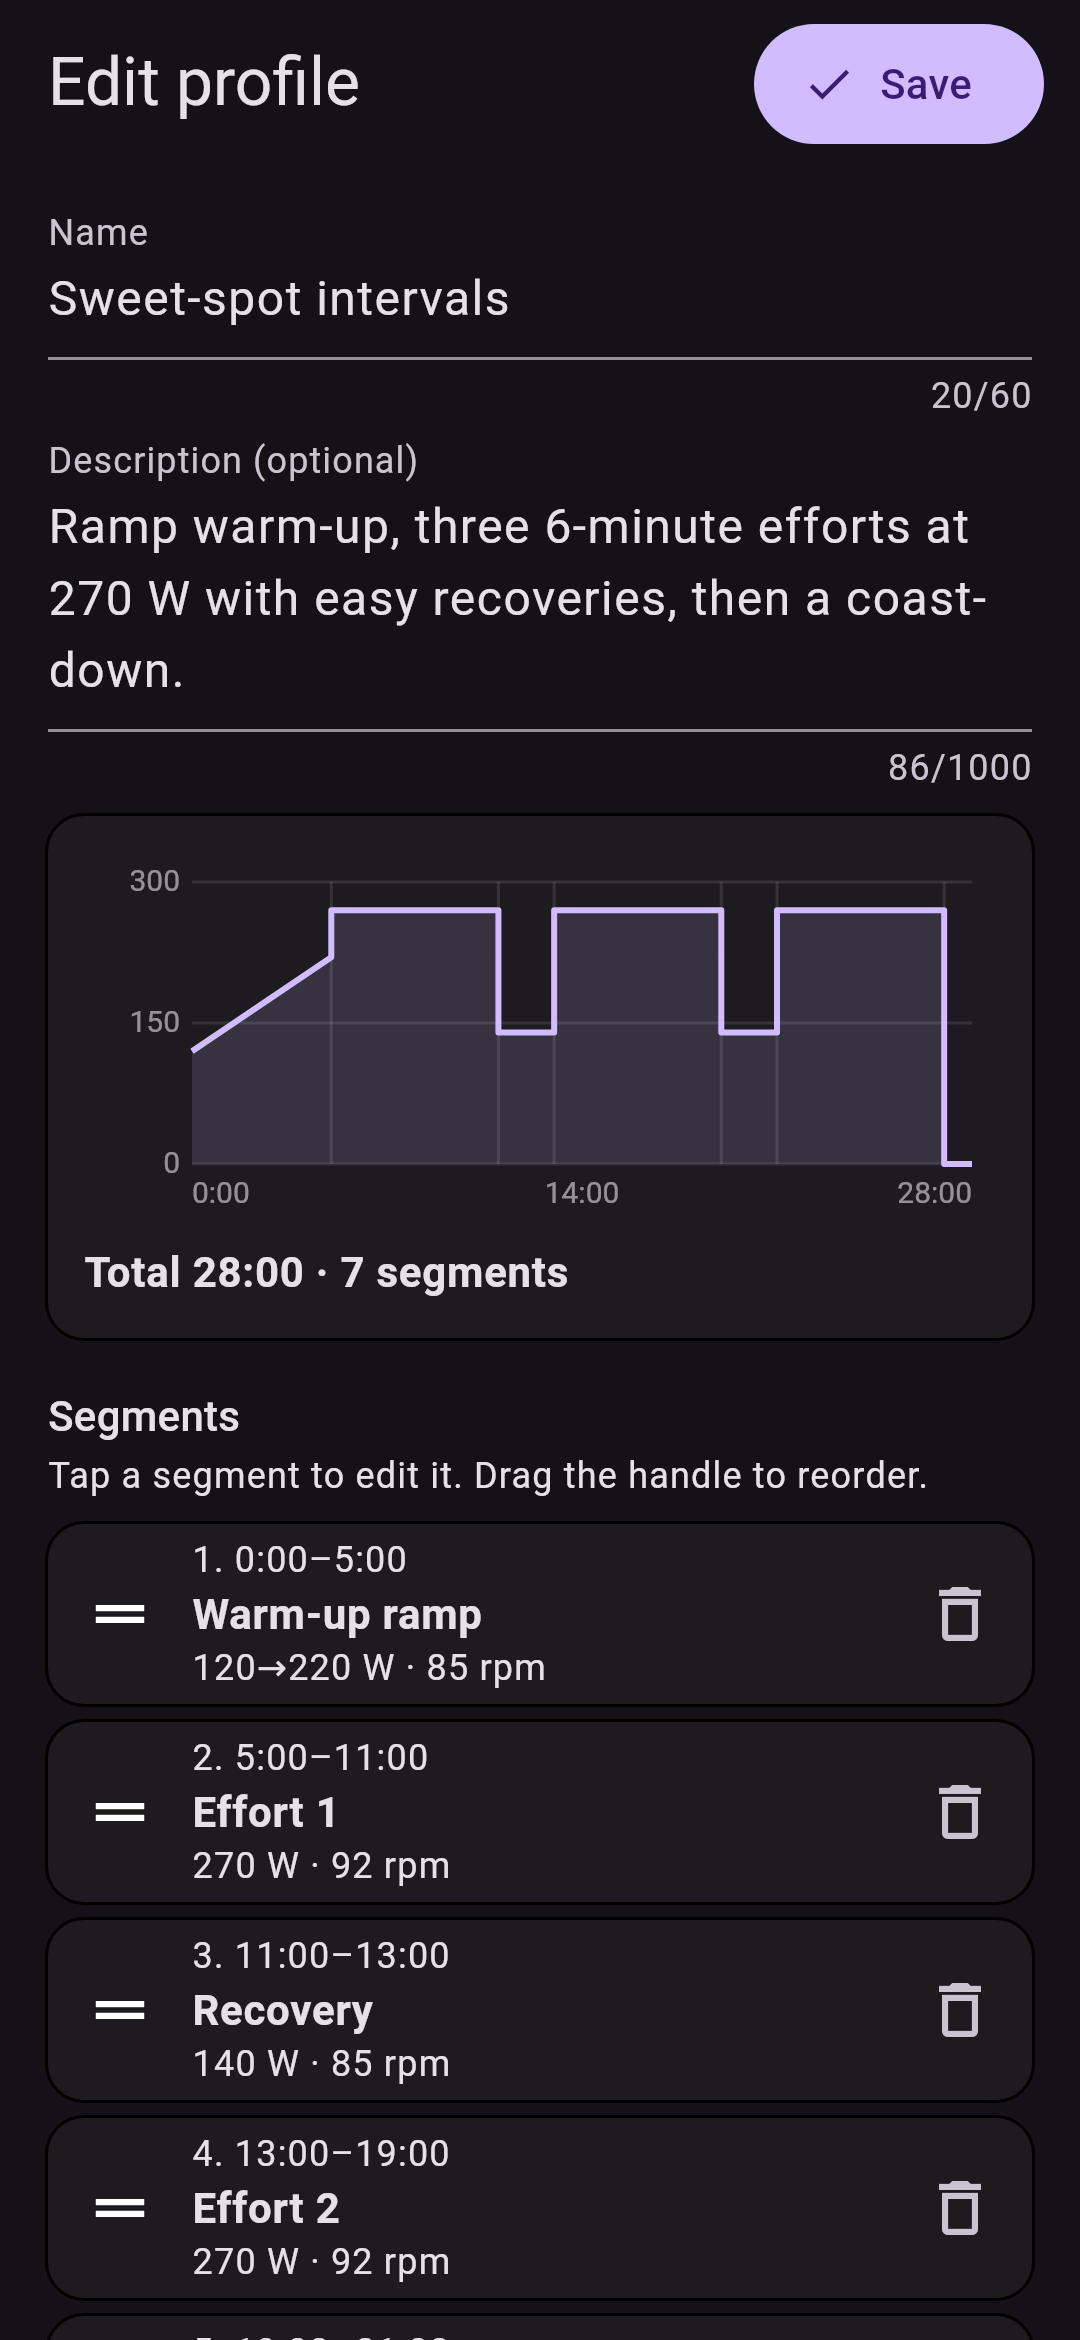 Edit profile
Save
Name
Sweet-spot intervals
20/60
Description (optional)
Ramp warm-up, three 6-minute efforts at
270 W with easy recoveries, then a coast-
down.
86/1000
300
150
0
0:00 14:00 28:00
Total 28:00 · 7 segments
Segments
Tap a segment to edit it. Drag the handle to reorder.
1. 0:00–5:00
Warm-up ramp
120→220 W · 85 rpm
2. 5:00–11:00
Effort 1
270 W · 92 rpm
3. 11:00–13:00
Recovery
140 W · 85 rpm
4. 13:00–19:00
Effort 2
270 W · 92 rpm